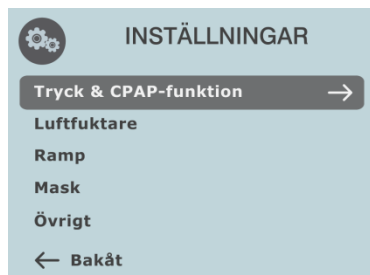 INSTÄLLNINGAR
Tryck & CPAP-funktion
Luftfuktare
Ramp
Mask
Övrigt
Bakåt